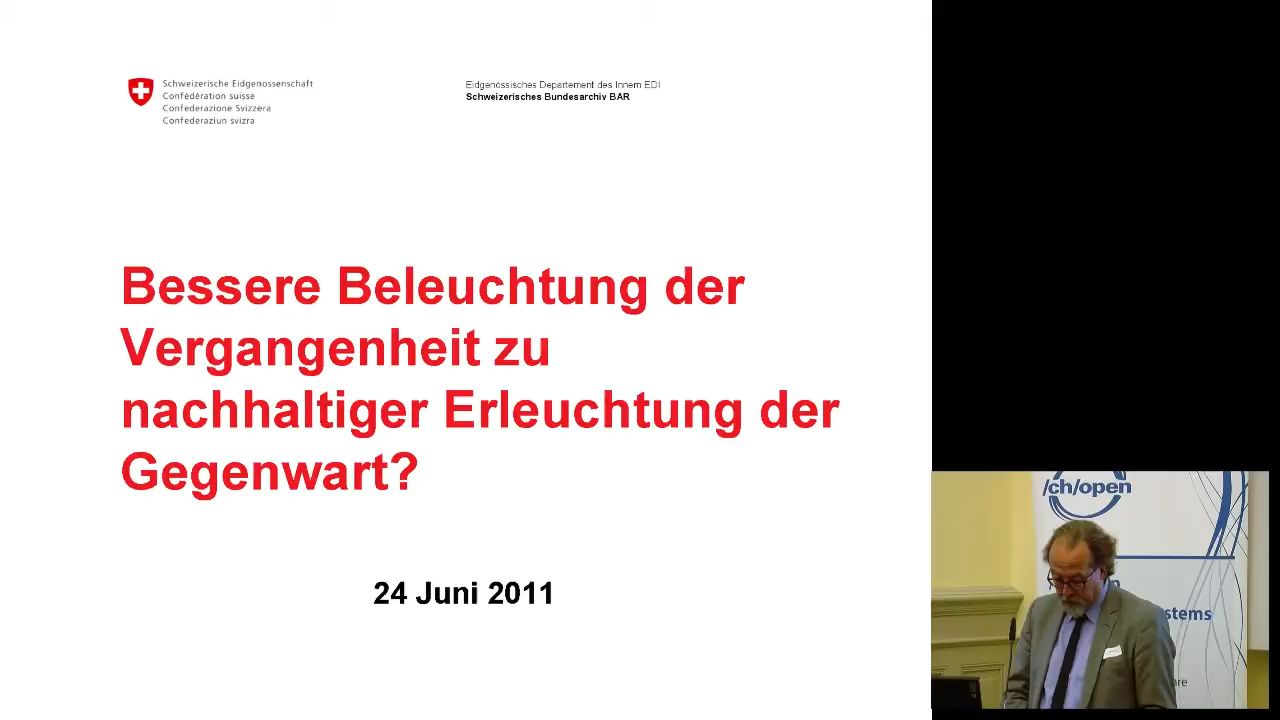 Schweizerische Eidgenossenschaft
Confédération suisse
Confederazione Svizzera
Confederaziun svizra
Eidgenössisches Departement des Innern EDI
Schweizerisches Bundesarchiv BAR
Bessere Beleuchtung der
Vergangenheit zu
nachhaltiger Erleuchtung der
Gegenwart?
24 Juni 2011
/ch/open